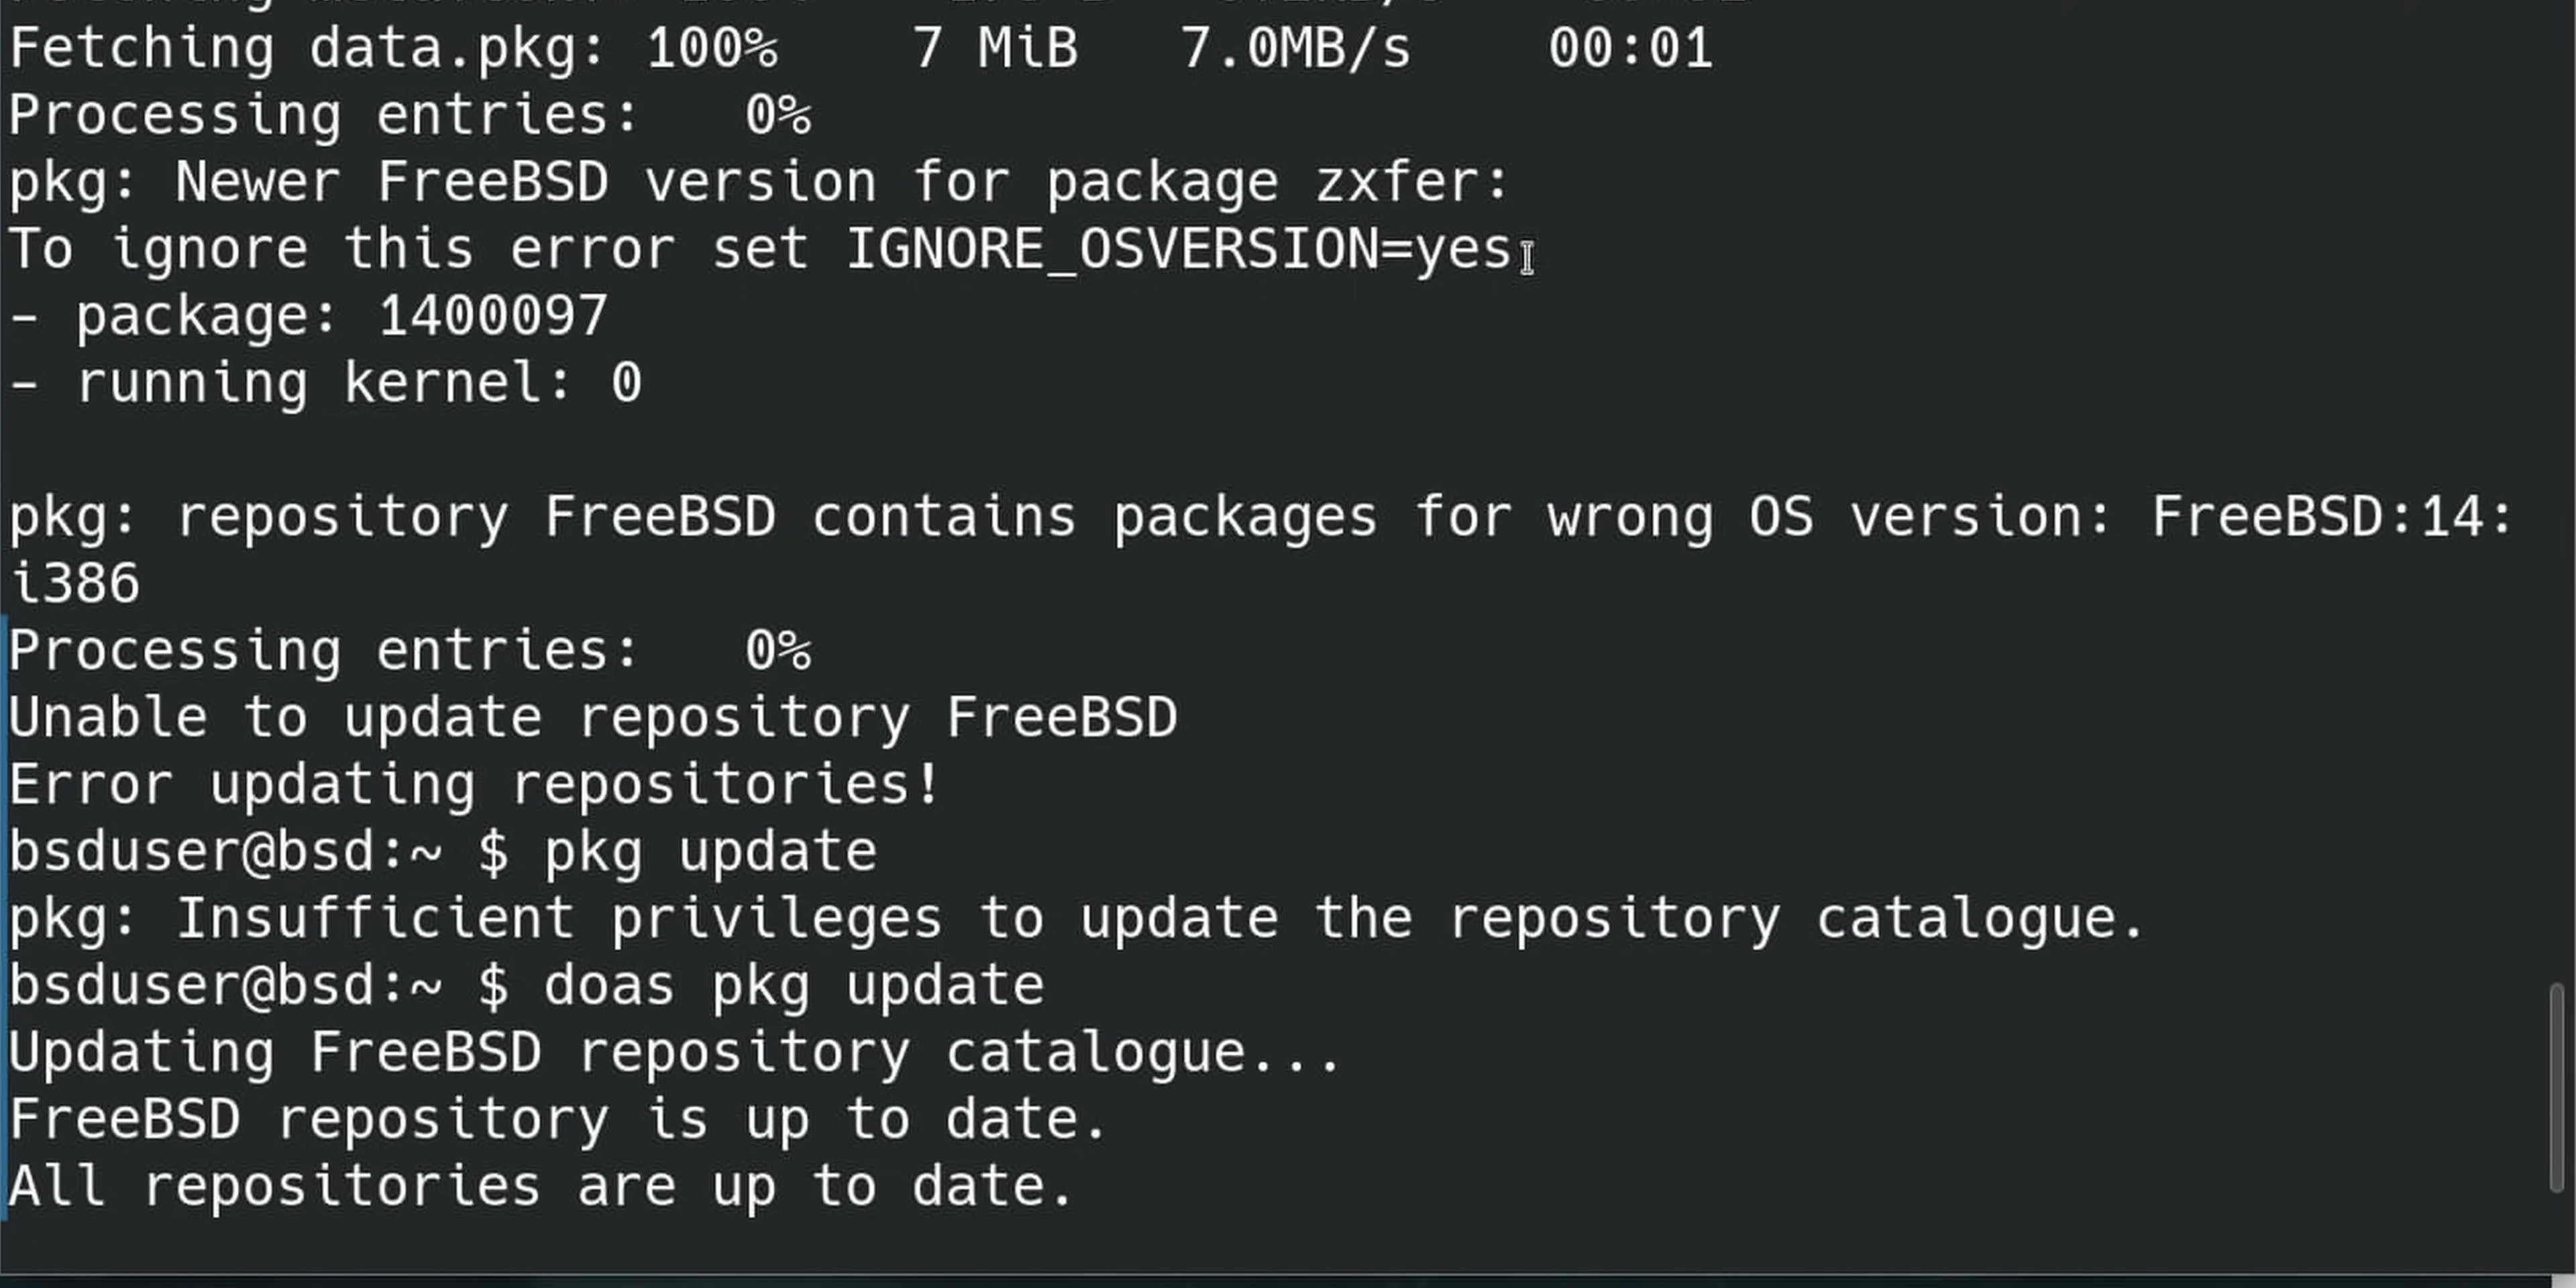 Fetching data.pkg: 100%    7 MiB   7.0MB/s    00:01
Processing entries:   0%
pkg: Newer FreeBSD version for package zxfer:
To ignore this error set IGNORE_OSVERSION=yes
- package: 1400097
- running kernel: 0

pkg: repository FreeBSD contains packages for wrong OS version: FreeBSD:14:
i386
Processing entries:   0%
Unable to update repository FreeBSD
Error updating repositories!
bsduser@bsd:~ $ pkg update
pkg: Insufficient privileges to update the repository catalogue.
bsduser@bsd:~ $ doas pkg update
Updating FreeBSD repository catalogue...
FreeBSD repository is up to date.
All repositories are up to date.